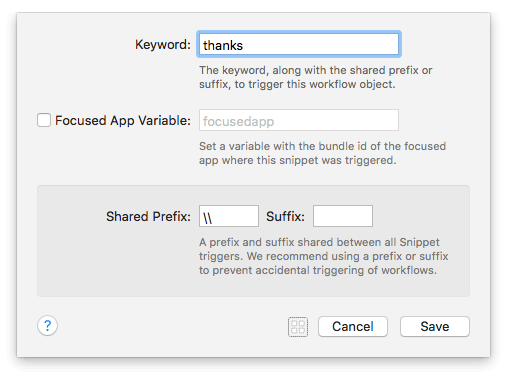 Keyword: thanks
The keyword, along with the shared prefix or
suffix, to trigger this workflow object.
Focused App Variable: focusedapp
Set a variable with the bundle id of the focused
app where this snippet was triggered.
Shared Prefix: \\ Suffix:
A prefix and suffix shared between all Snippet
triggers. We recommend using a prefix or suffix
to prevent accidental triggering of workflows.
? Cancel Save